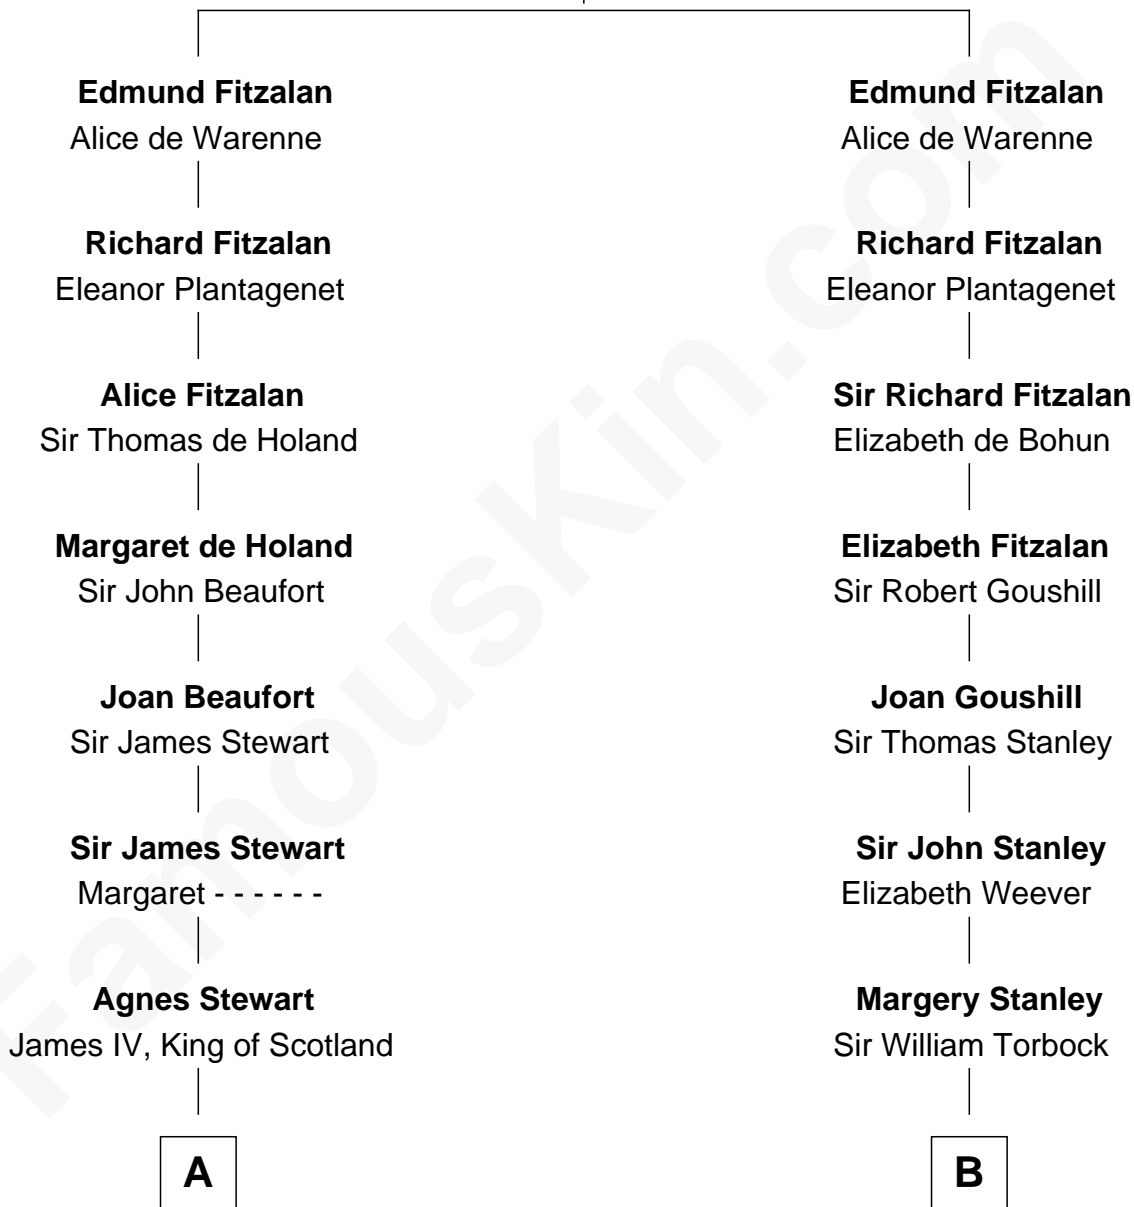 Edmund Fitzalan
Alice de Warenne
Richard Fitzalan
Eleanor Plantagenet
Alice Fitzalan
Sir Thomas de Holand
Margaret de Holand
Sir John Beaufort
Joan Beaufort
Sir James Stewart
Sir James Stewart
Margaret - - - - - -
Agnes Stewart
James IV, King of Scotland
A
Edmund Fitzalan
Alice de Warenne
Richard Fitzalan
Eleanor Plantagenet
Sir Richard Fitzalan
Elizabeth de Bohun
Elizabeth Fitzalan
Sir Robert Goushill
Joan Goushill
Sir Thomas Stanley
Sir John Stanley
Elizabeth Weever
Margery Stanley
Sir William Torbock
B
FamousKin.com